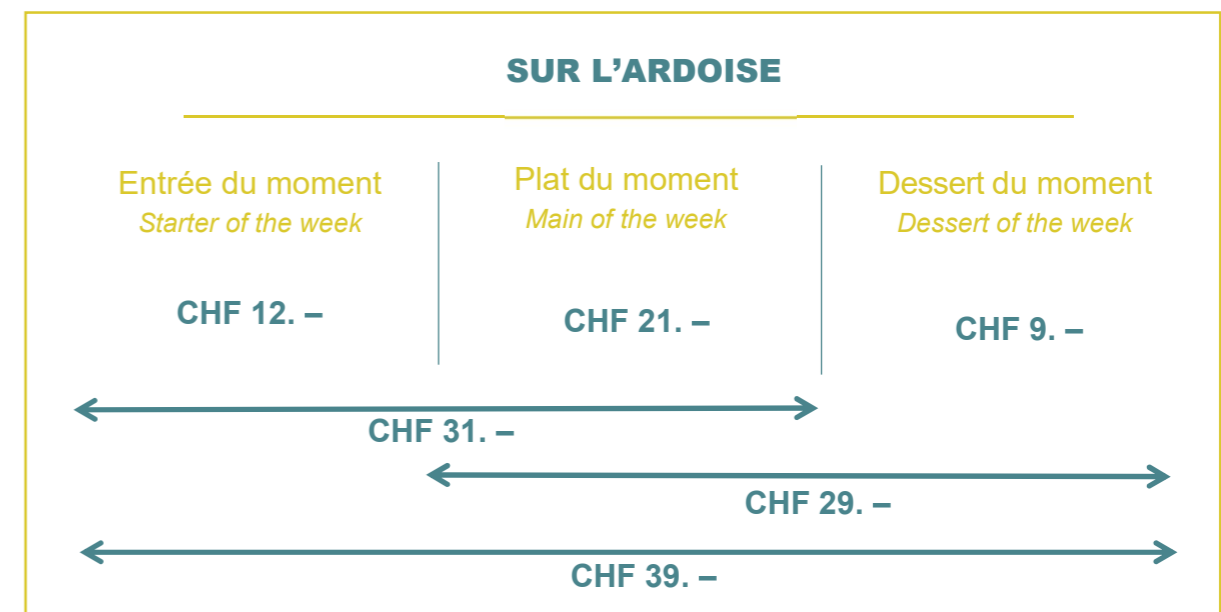 SUR L’ARDOISE
Entrée du moment
Starter of the week
CHF 12. –
Plat du moment
Main of the week
CHF 21. –
Dessert du moment
Dessert of the week
CHF 9. –
CHF 31. –
CHF 29. –
CHF 39. –